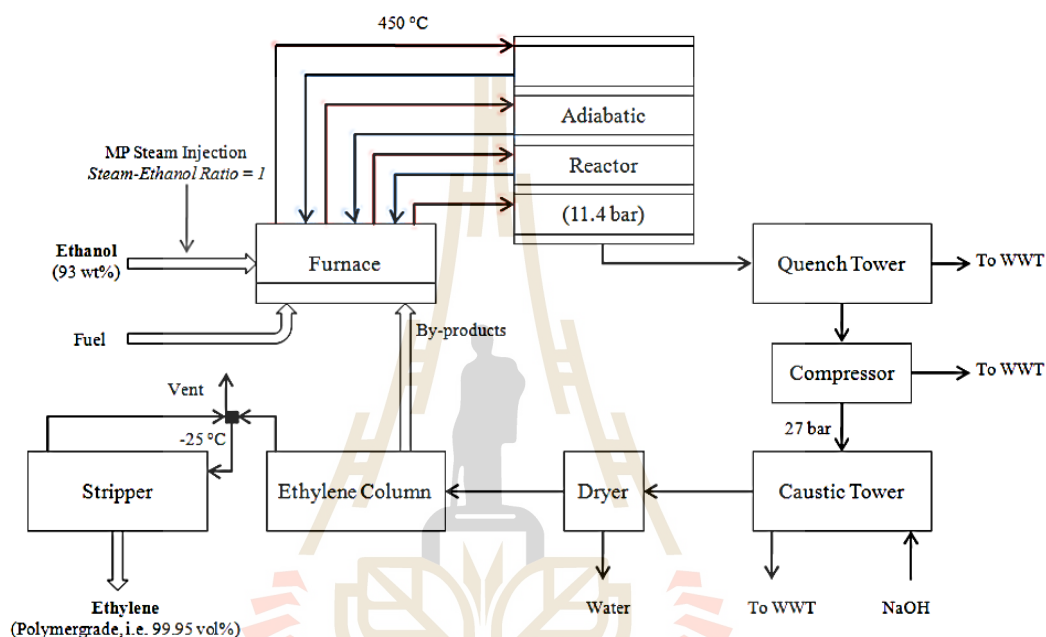 450 °C
Adiabatic
MP Steam Injection
Steam-Ethanol Ratio = 1
Reactor
(11.4 bar)
Ethanol
(93 wt%)
Furnace
Quench Tower
To WWT
Fuel
By-products
Compressor
To WWT
Vent
27 bar
-25 °C
Stripper
Ethylene Column
Dryer
Caustic Tower
Ethylene
(Polymergrade, i.e. 99.95 vol%)
Water
To WWT
NaOH